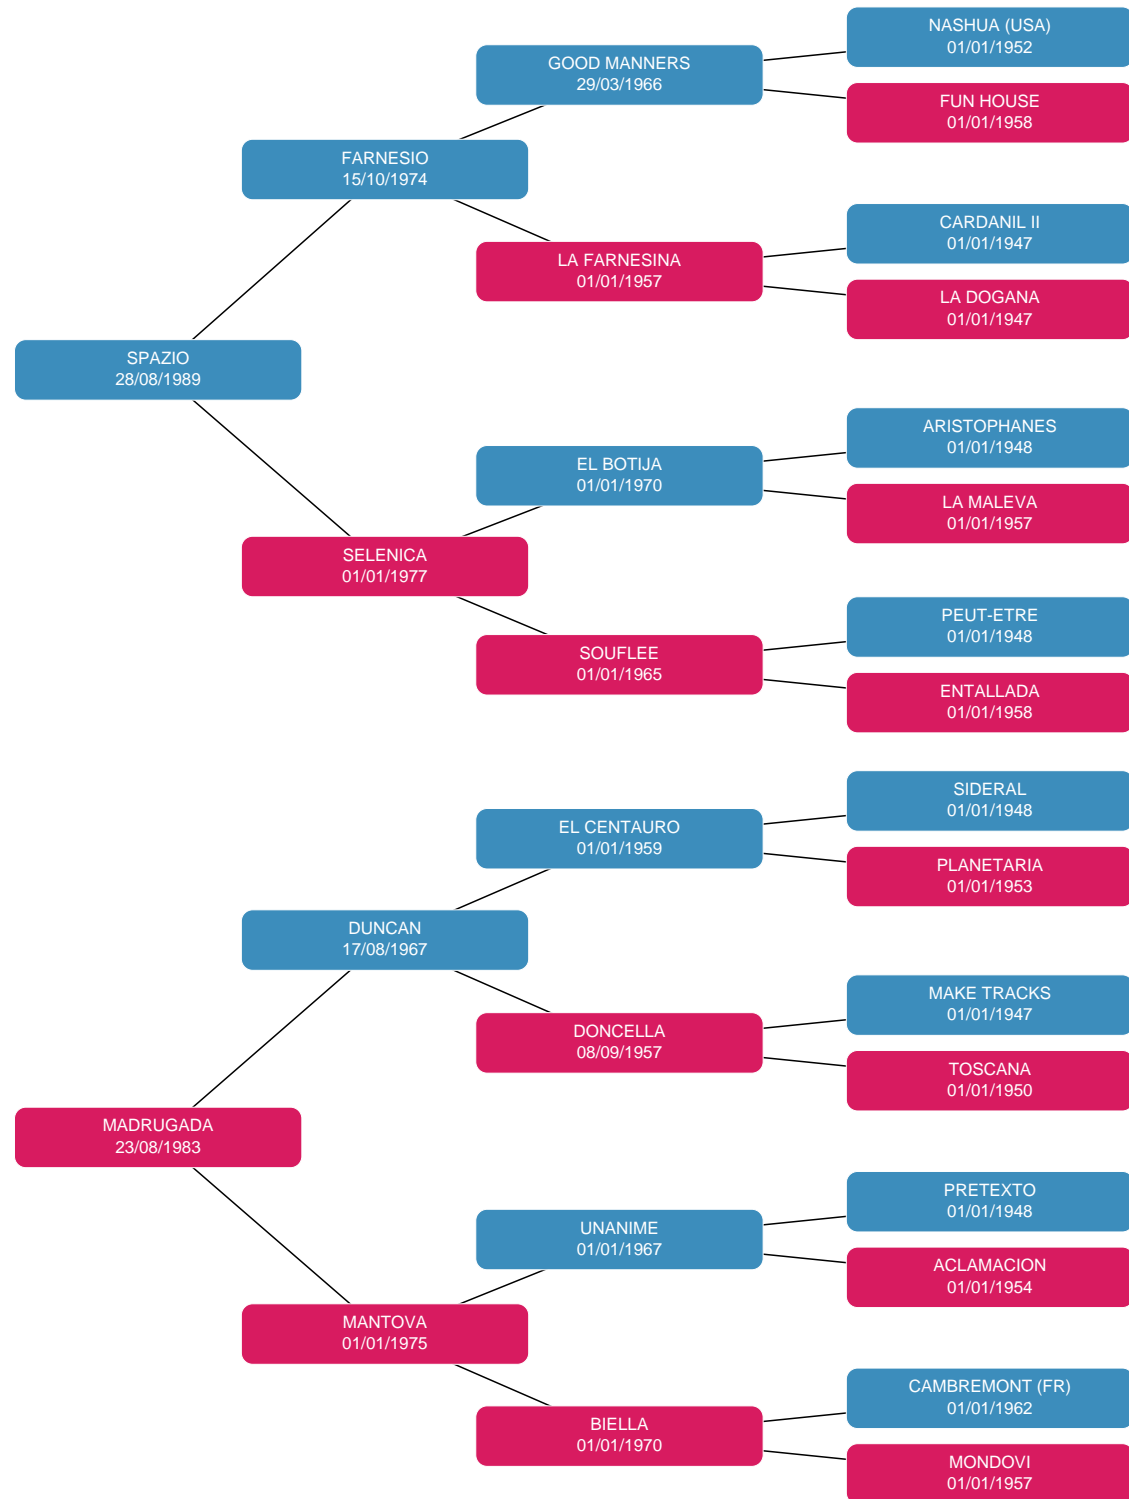 NASHUA (USA)
01/01/1952
GOOD MANNERS
29/03/1966
FUN HOUSE
01/01/1958
FARNESIO
15/10/1974
CARDANIL II
01/01/1947
LA FARNESINA
01/01/1957
LA DOGANA
01/01/1947
SPAZIO
28/08/1989
ARISTOPHANES
01/01/1948
EL BOTIJA
01/01/1970
LA MALEVA
01/01/1957
SELENICA
01/01/1977
PEUT-ETRE
01/01/1948
SOUFLEE
01/01/1965
ENTALLADA
01/01/1958
SIDERAL
01/01/1948
EL CENTAURO
01/01/1959
PLANETARIA
01/01/1953
DUNCAN
17/08/1967
MAKE TRACKS
01/01/1947
DONCELLA
08/09/1957
TOSCANA
01/01/1950
MADRUGADA
23/08/1983
PRETEXTO
01/01/1948
UNANIME
01/01/1967
ACLAMACION
01/01/1954
MANTOVA
01/01/1975
CAMBREMONT (FR)
01/01/1962
BIELLA
01/01/1970
MONDOVI
01/01/1957